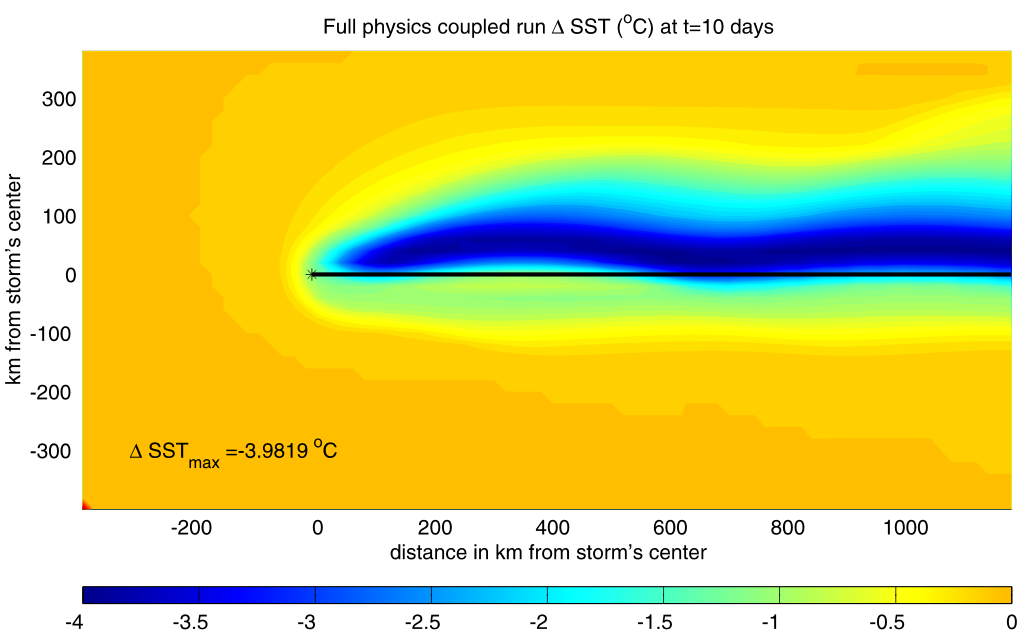 Full physics coupled run Δ SST (°C) at t=10 days
km from storm's center
300
200
100
0
-100
-200
-300
Δ SSTmax =-3.9819 °C
-200 0 200 400 600 800 1000
distance in km from storm's center
-4 -3.5 -3 -2.5 -2 -1.5 -1 -0.5 0